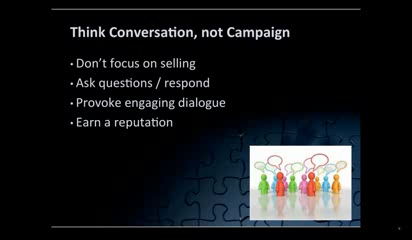 Think Conversation, not Campaign
• Don't focus on selling
• Ask questions / respond
• Provoke engaging dialogue
• Earn a reputation